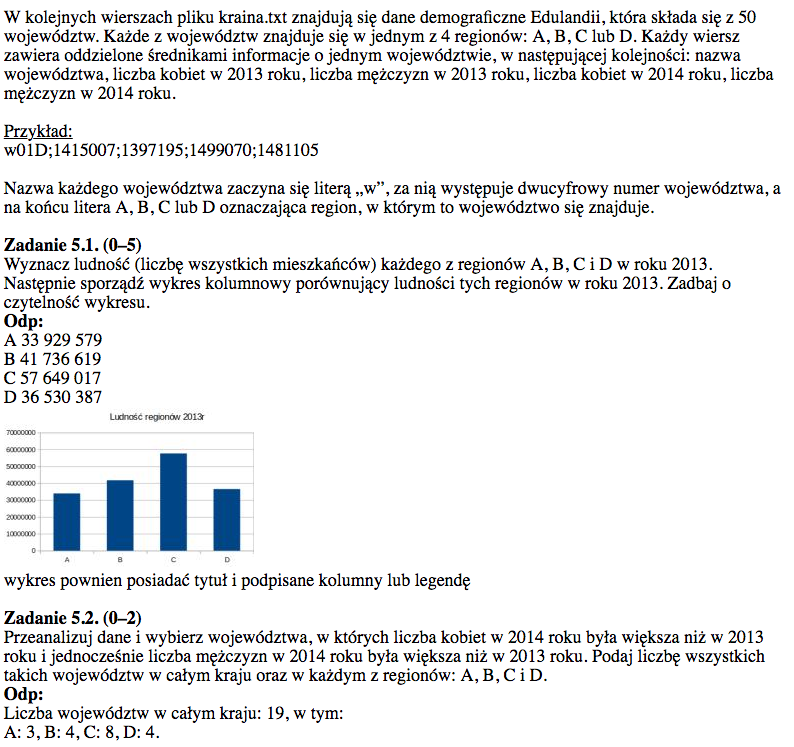 W kolejnych wierszach pliku kraina.txt znajdują się dane demograficzne Edulandii, która składa się z 50
województw. Każde z województw znajduje się w jednym z 4 regionów: A, B, C lub D. Każdy wiersz
zawiera oddzielone średnikami informacje o jednym województwie, w następującej kolejności: nazwa
województwa, liczba kobiet w 2013 roku, liczba mężczyzn w 2013 roku, liczba kobiet w 2014 roku, liczba
mężczyzn w 2014 roku.
Przykład:
w01D;1415007;1397195;1499070;1481105
Nazwa każdego województwa zaczyna się literą „w”, za nią występuje dwucyfrowy numer województwa, a
na końcu litera A, B, C lub D oznaczająca region, w którym to województwo się znajduje.
Zadanie 5.1. (0–5)
Wyznacz ludność (liczbę wszystkich mieszkańców) każdego z regionów A, B, C i D w roku 2013.
Następnie sporządź wykres kolumnowy porównujący ludności tych regionów w roku 2013. Zadbaj o
czytelność wykresu.
Odp:
A 33 929 579
B 41 736 619
C 57 649 017
D 36 530 387
Ludność regionów 2013r
70000000
60000000
50000000
40000000
30000000
20000000
10000000
0
A B C D
wykres pownien posiadać tytuł i podpisane kolumny lub legendę
Zadanie 5.2. (0–2)
Przeanalizuj dane i wybierz województwa, w których liczba kobiet w 2014 roku była większa niż w 2013
roku i jednocześnie liczba mężczyzn w 2014 roku była większa niż w 2013 roku. Podaj liczbę wszystkich
takich województw w całym kraju oraz w każdym z regionów: A, B, C i D.
Odp:
Liczba województw w całym kraju: 19, w tym:
A: 3, B: 4, C: 8, D: 4.